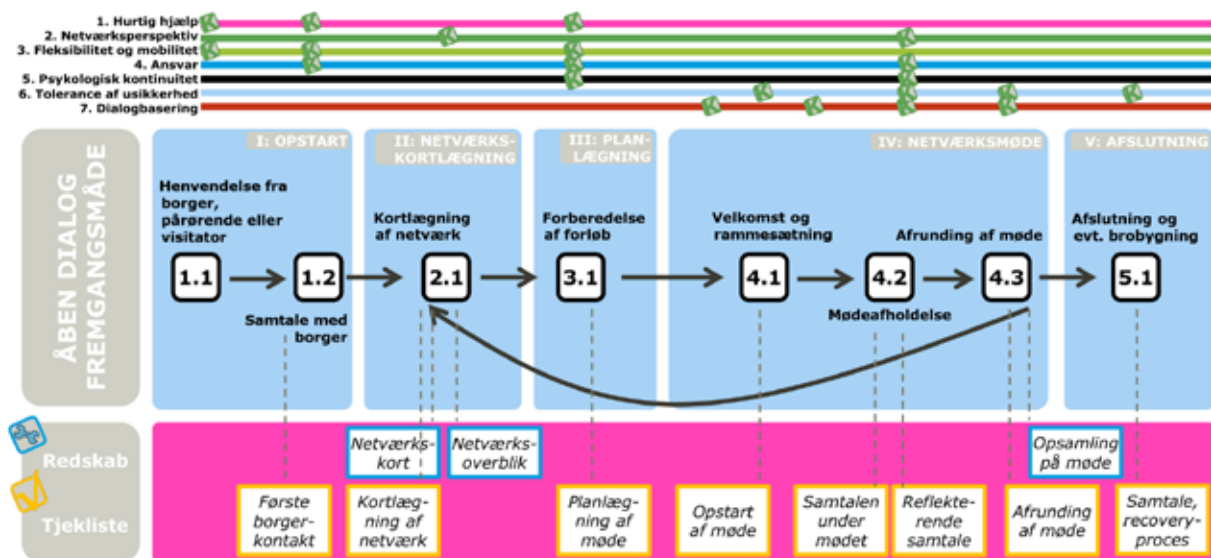 1. Hurtig hjælp
2. Netværksperspektiv
3. Fleksibilitet og mobilitet
4. Ansvar
5. Psykologisk kontinuitet
6. Tolerance af usikkerhed
7. Dialogbasering
ÅBEN DIALOG
FREMGANGSMÅDE
I: OPSTART
II: NETVÆRKS-
KORTLÆGNING
III: PLAN-
LÆGNING
IV: NETVÆRKSMØDE
V: AFSLUTNING
Henvendelse fra
borger,
pårørende eller
visitator
1.1
1.2
Samtale med
borger
Kortlægning
af netværk
2.1
Forberedelse
af forløb
3.1
Velkomst og
rammesætning
4.1
4.2
Mødeafholdelse
Afrunding af møde
4.3
Afslutning og
evt. brobygning
5.1
Redskab
Netværks-
kort
Netværks-
overblik
Opsamling
på møde
Tjekliste
Første
borger-
kontakt
Kortlæg-
ning af
netværk
Planlæg-
ning af
møde
Opstart
af møde
Samtalen
under
mødet
Reflekte-
rende
samtale
Afrunding
af møde
Samtale,
recovery-
proces